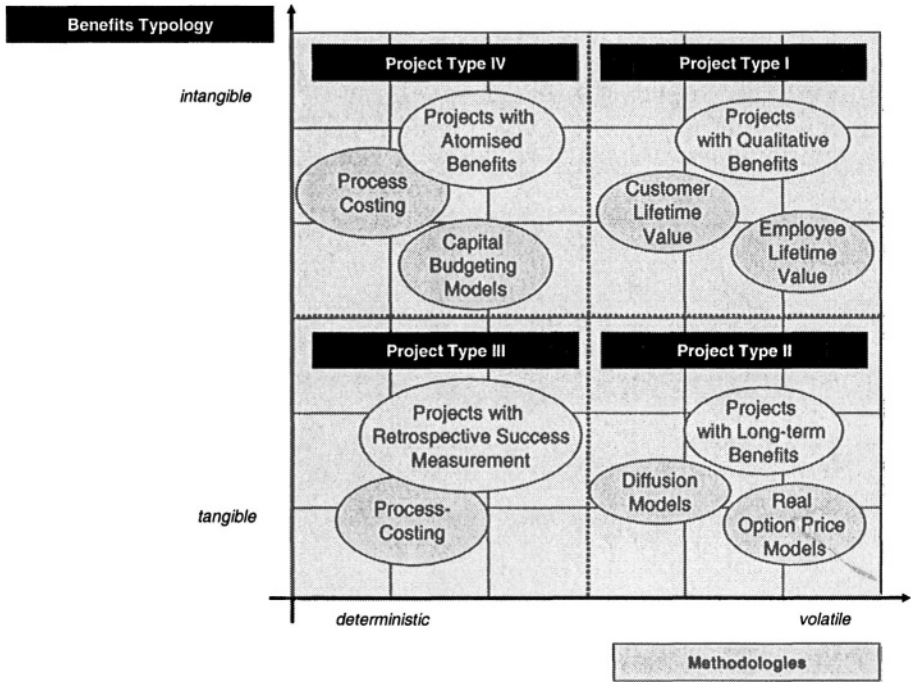 Benefits Typology
intangible
tangible
Project Type IV
Projects with
Atomised
Benefits
Process
Costing
Capital
Budgeting
Models
Project Type I
Projects
with Qualitative
Benefits
Customer
Lifetime
Value
Employee
Lifetime
Value
Project Type III
Projects with
Retrospective Success
Measurement
Process-
Costing
Project Type II
Projects
with Long-term
Benefits
Diffusion
Models
Real
Option Price
Models
deterministic
volatile
Methodologies